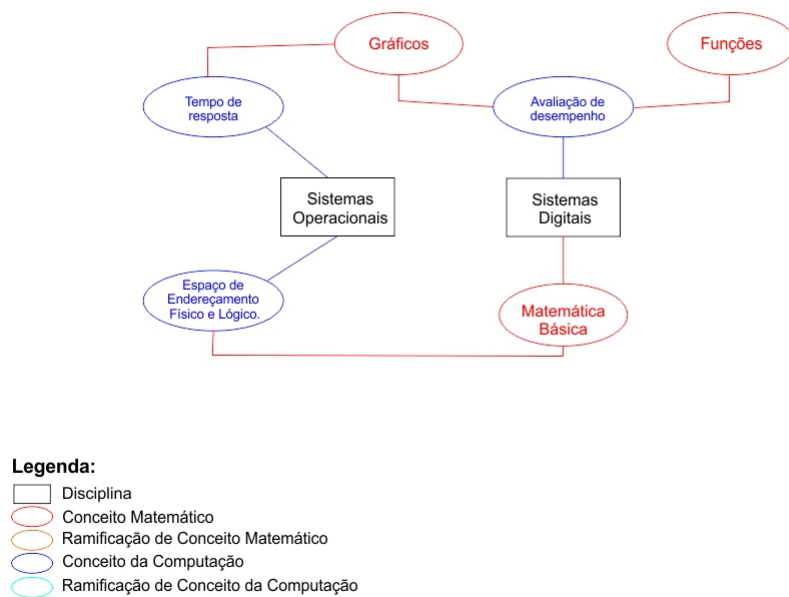 Gráficos
Funções
Tempo de
resposta
Avaliação de
desempenho
Sistemas
Operacionais
Sistemas
Digitais
Espaço de
Endereçamento
Físico e Lógico.
Matemática
Básica
Legenda:
Disciplina
Conceito Matemático
Ramificação de Conceito Matemático
Conceito da Computação
Ramificação de Conceito da Computação